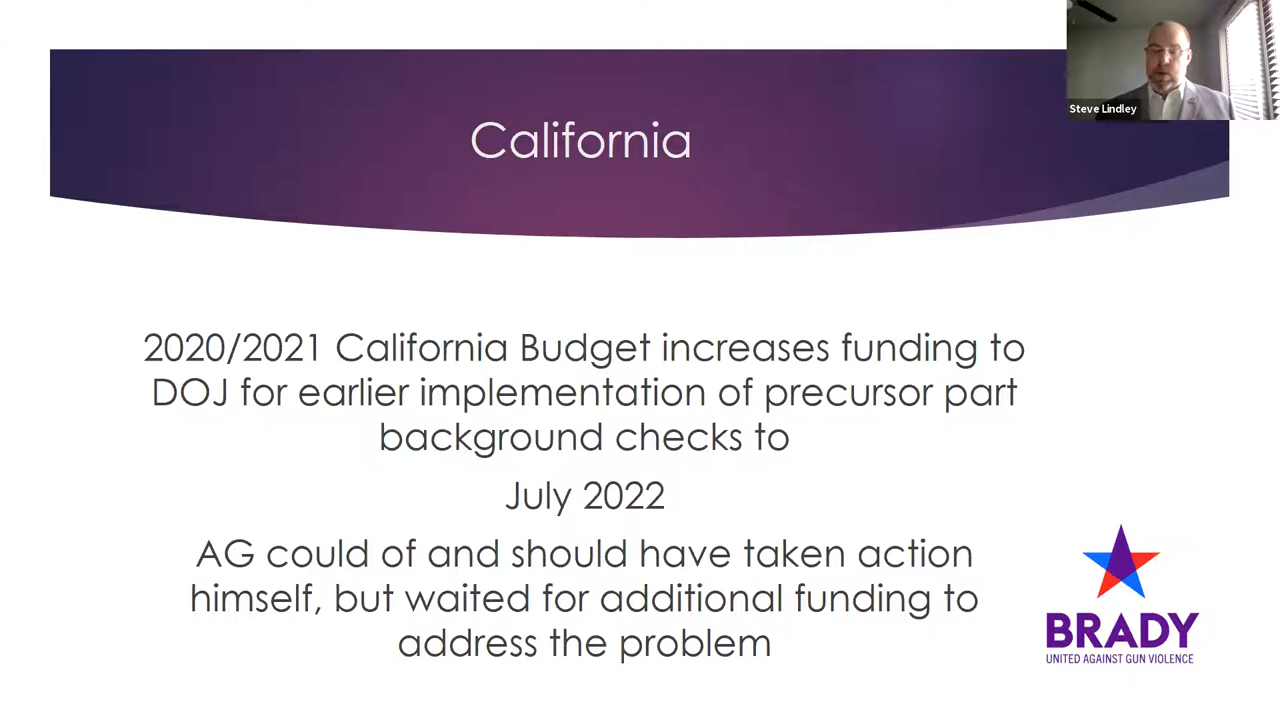 Steve Lindley
California
2020/2021 California Budget increases funding to
DOJ for earlier implementation of precursor part
background checks to
July 2022
AG could of and should have taken action
himself, but waited for additional funding to
address the problem
BRADY
UNITED AGAINST GUN VIOLENCE